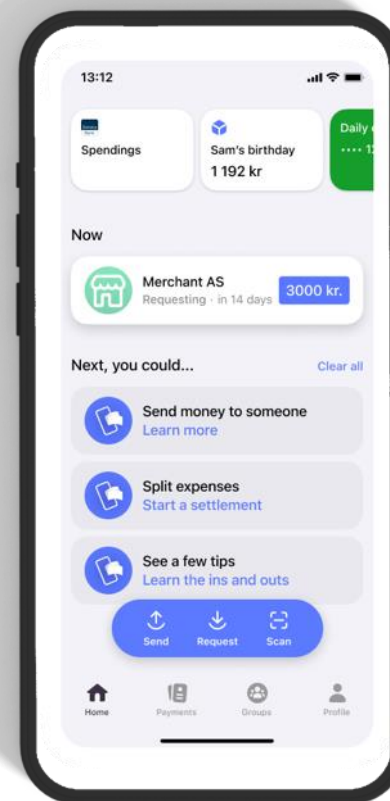 13:12
Spendings
Sam's birthday
1 192 kr
Daily
Now
Merchant AS
Requesting · in 14 days
3000 kr.
Next, you could...
Clear all
Send money to someone
Learn more
Split expenses
Start a settlement
See a few tips
Learn the ins and outs
Send
Request
Scan
Home
Payments
Groups
Profile